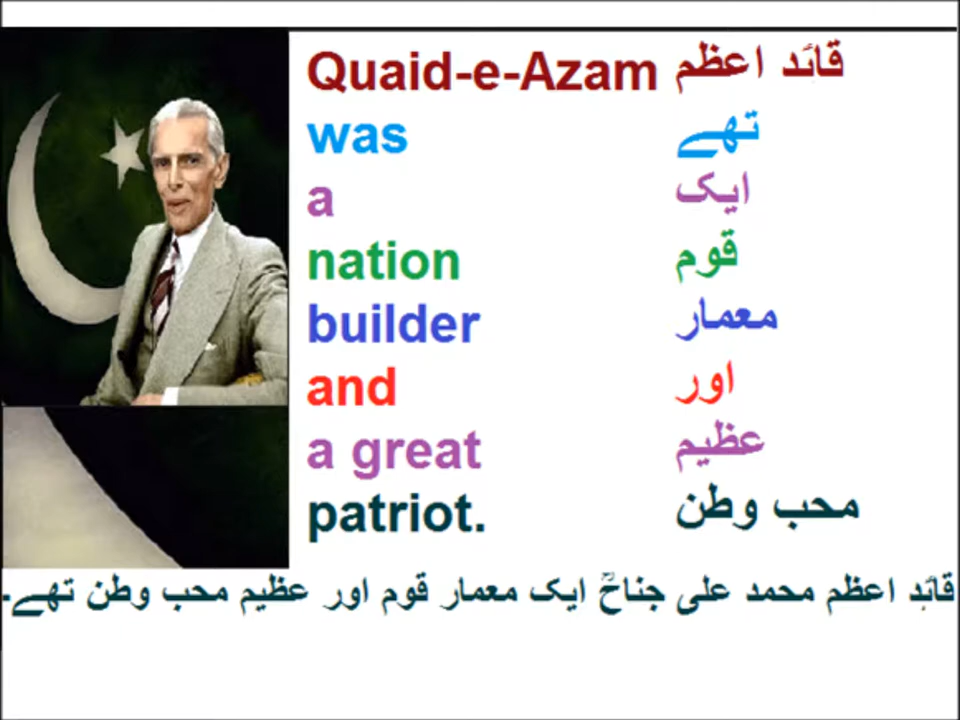 Quaid-e-Azam قائد اعظم
was تھے
a ایک
nation قوم
builder معمار
and اور
a great عظیم
patriot. محب وطن
قائد اعظم محمد علی جناحؒ ایک معمار قوم اور عظیم محب وطن تھے۔